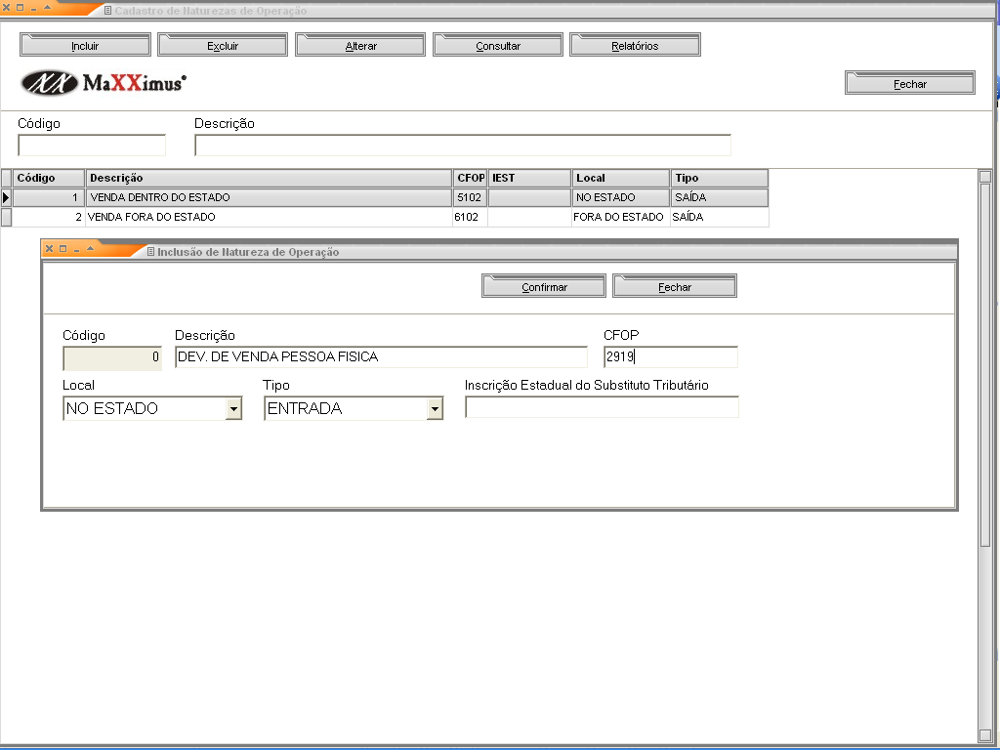 Cadastro de Naturezas de Operação
Incluir Excluir Alterar Consultar Relatórios
MaXXimus
Fechar
Código Descrição
Código Descrição CFOP IEST Local Tipo
1 VENDA DENTRO DO ESTADO 5102 NO ESTADO SAÍDA
2 VENDA FORA DO ESTADO 6102 FORA DO ESTADO SAÍDA
Inclusão de Natureza de Operação
Confirmar Fechar
Código Descrição CFOP
0 DEV. DE VENDA PESSOA FISICA 2919
Local Tipo Inscrição Estadual do Substituto Tributário
NO ESTADO ENTRADA